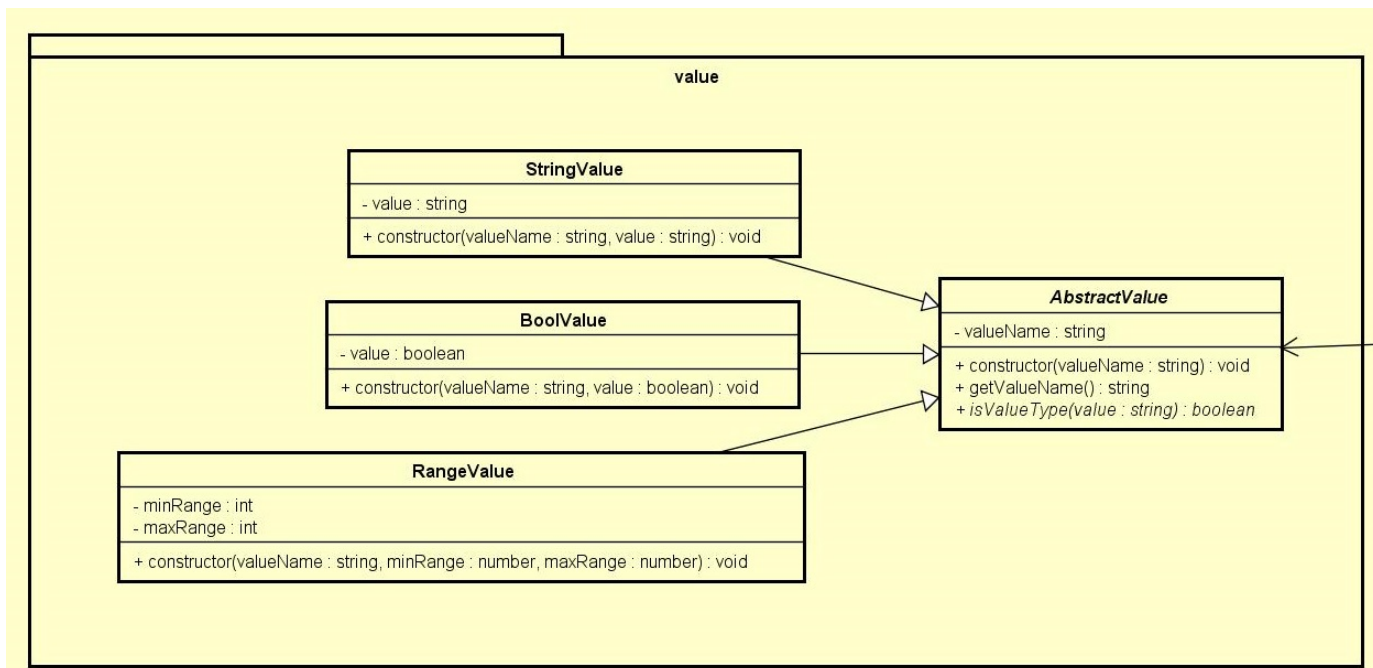 value
StringValue
- value : string
+ constructor(valueName : string, value : string) : void
BoolValue
- value : boolean
+ constructor(valueName : string, value : boolean) : void
RangeValue
- minRange : int
- maxRange : int
+ constructor(valueName : string, minRange : number, maxRange : number) : void
AbstractValue
- valueName : string
+ constructor(valueName : string) : void
+ getValueName() : string
+ isValueType(value : string) : boolean